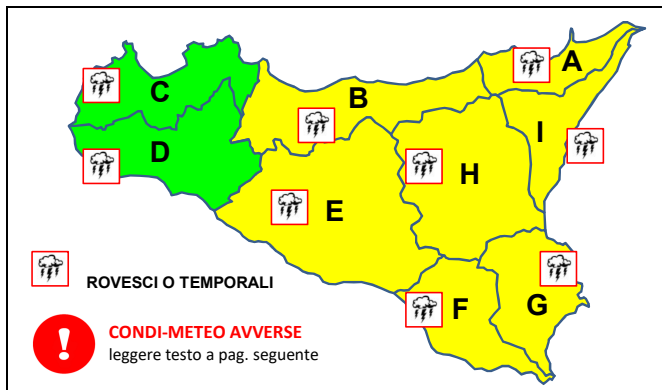 A
C
B
I
D
H
E
F
G
ROVESCI O TEMPORALI
CONDI-METEO AVVERSE
leggere testo a pag. seguente